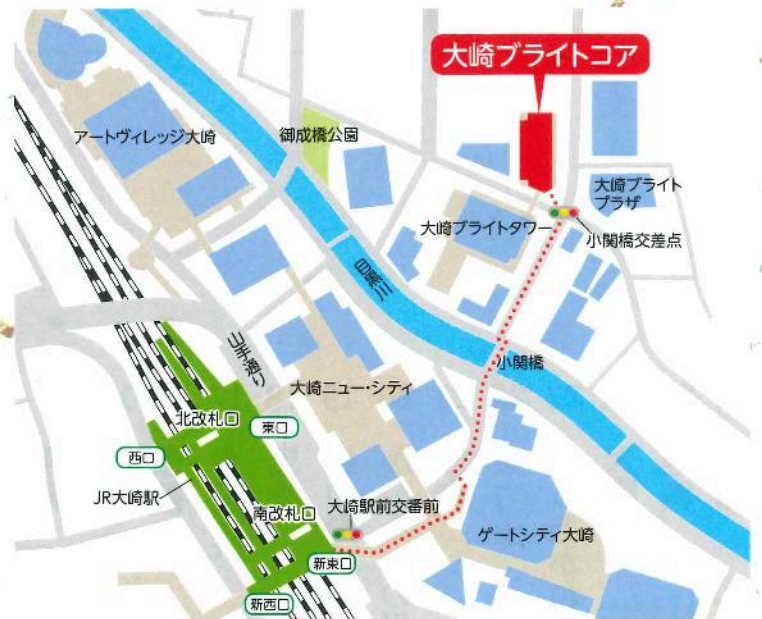 大崎ブライトコア
アートヴィレッジ大崎
御成橋公園
大崎ブライト
プラザ
大崎ブライトタワー
小関橋交差点
目黒川
山手通り
小関橋
大崎ニュー・シティ
北改札口
東口
西口
JR大崎駅
南改札口
大崎駅前交番前
ゲートシティ大崎
新東口
新西口